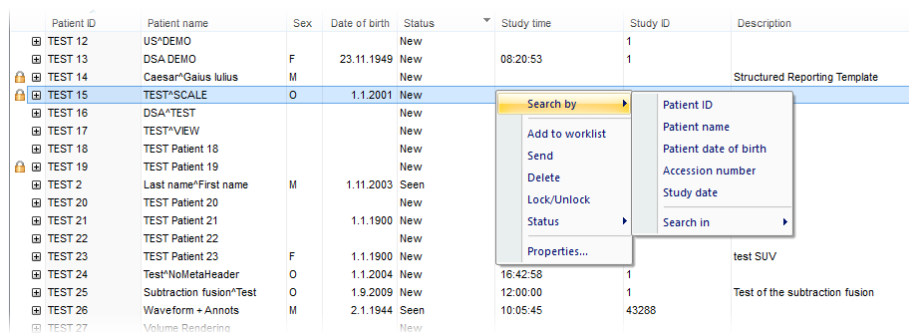 Patient ID Patient name Sex Date of birth Status Study time Study ID Description
TEST 12 US^DEMO New 1
TEST 13 DSA DEMO F 23.11.1949 New 08:20:53 1
TEST 14 Caesar^Gaius Iulius M New Structured Reporting Template
TEST 15 TEST^SCALE O 1.1.2001 New
TEST 16 DSA^TEST New
TEST 17 TEST^VIEW New
TEST 18 TEST Patient 18 New
TEST 19 TEST Patient 19 New
TEST 2 Last name^First name M 1.11.2003 Seen
TEST 20 TEST Patient 20 New
TEST 21 TEST Patient 21 1.1.1900 New
TEST 22 TEST Patient 22 New
TEST 23 TEST Patient 23 F 1.1.1900 New test SUV
TEST 24 Test^NoMetaHeader O 1.1.2004 New 16:42:58 1
TEST 25 Subtraction fusion^Test O 1.9.2009 New 12:00:00 1 Test of the subtraction fusion
TEST 26 Waveform + Annots M 2.1.1944 Seen 10:05:45 43288
TEST 27 Volume Rendering New
Search by
Add to worklist
Send
Delete
Lock/Unlock
Status
Properties...
Patient ID
Patient name
Patient date of birth
Accession number
Study date
Search in